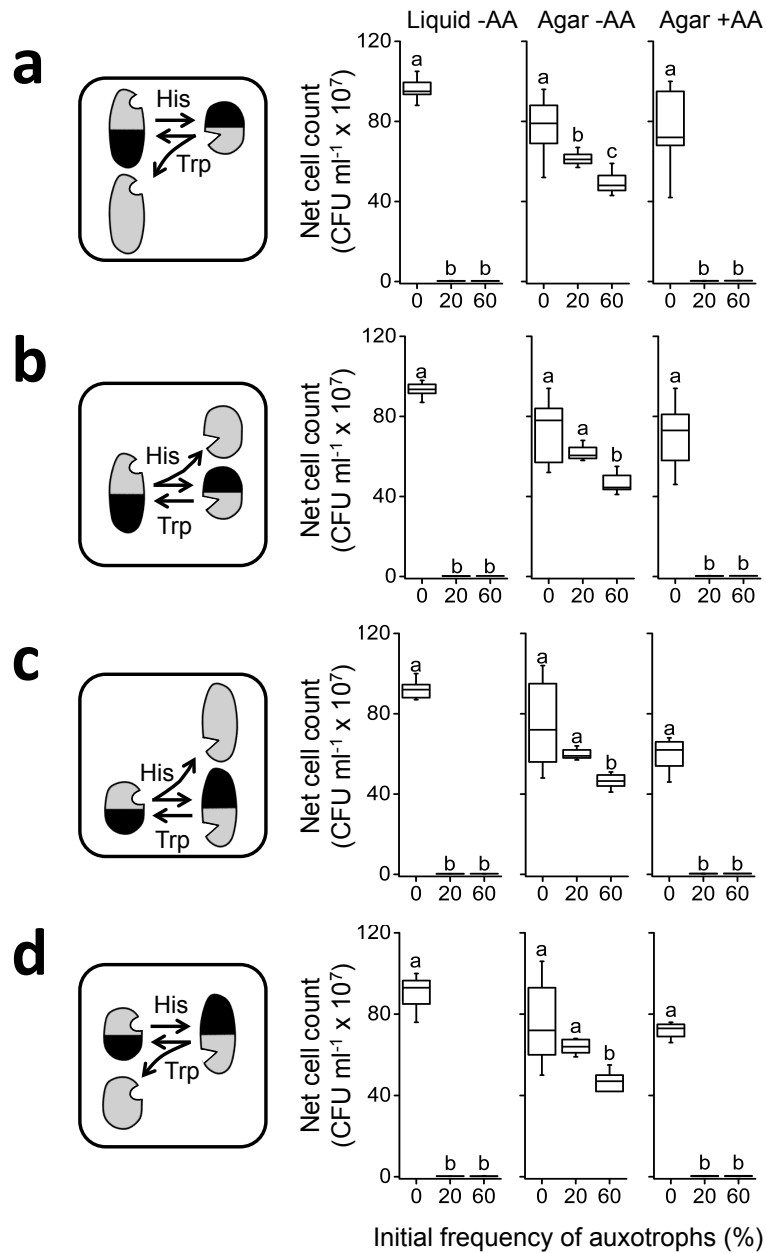 Liquid -AA Agar -AA Agar +AA
a
His
Trp
Net cell count
(CFU ml-1 x 107)
120
80
40
0
a
b b
0 20 60
a
b
c
0 20 60
a
b b
0 20 60
b
His
Trp
Net cell count
(CFU ml-1 x 107)
120
80
40
0
a
b b
0 20 60
a
a
b
0 20 60
a
b b
0 20 60
c
His
Trp
Net cell count
(CFU ml-1 x 107)
120
80
40
0
a
b b
0 20 60
a
a
b
0 20 60
a
b b
0 20 60
d
His
Trp
Net cell count
(CFU ml-1 x 107)
120
80
40
0
a
b b
0 20 60
a
a
b
0 20 60
a
b b
0 20 60
Initial frequency of auxotrophs (%)